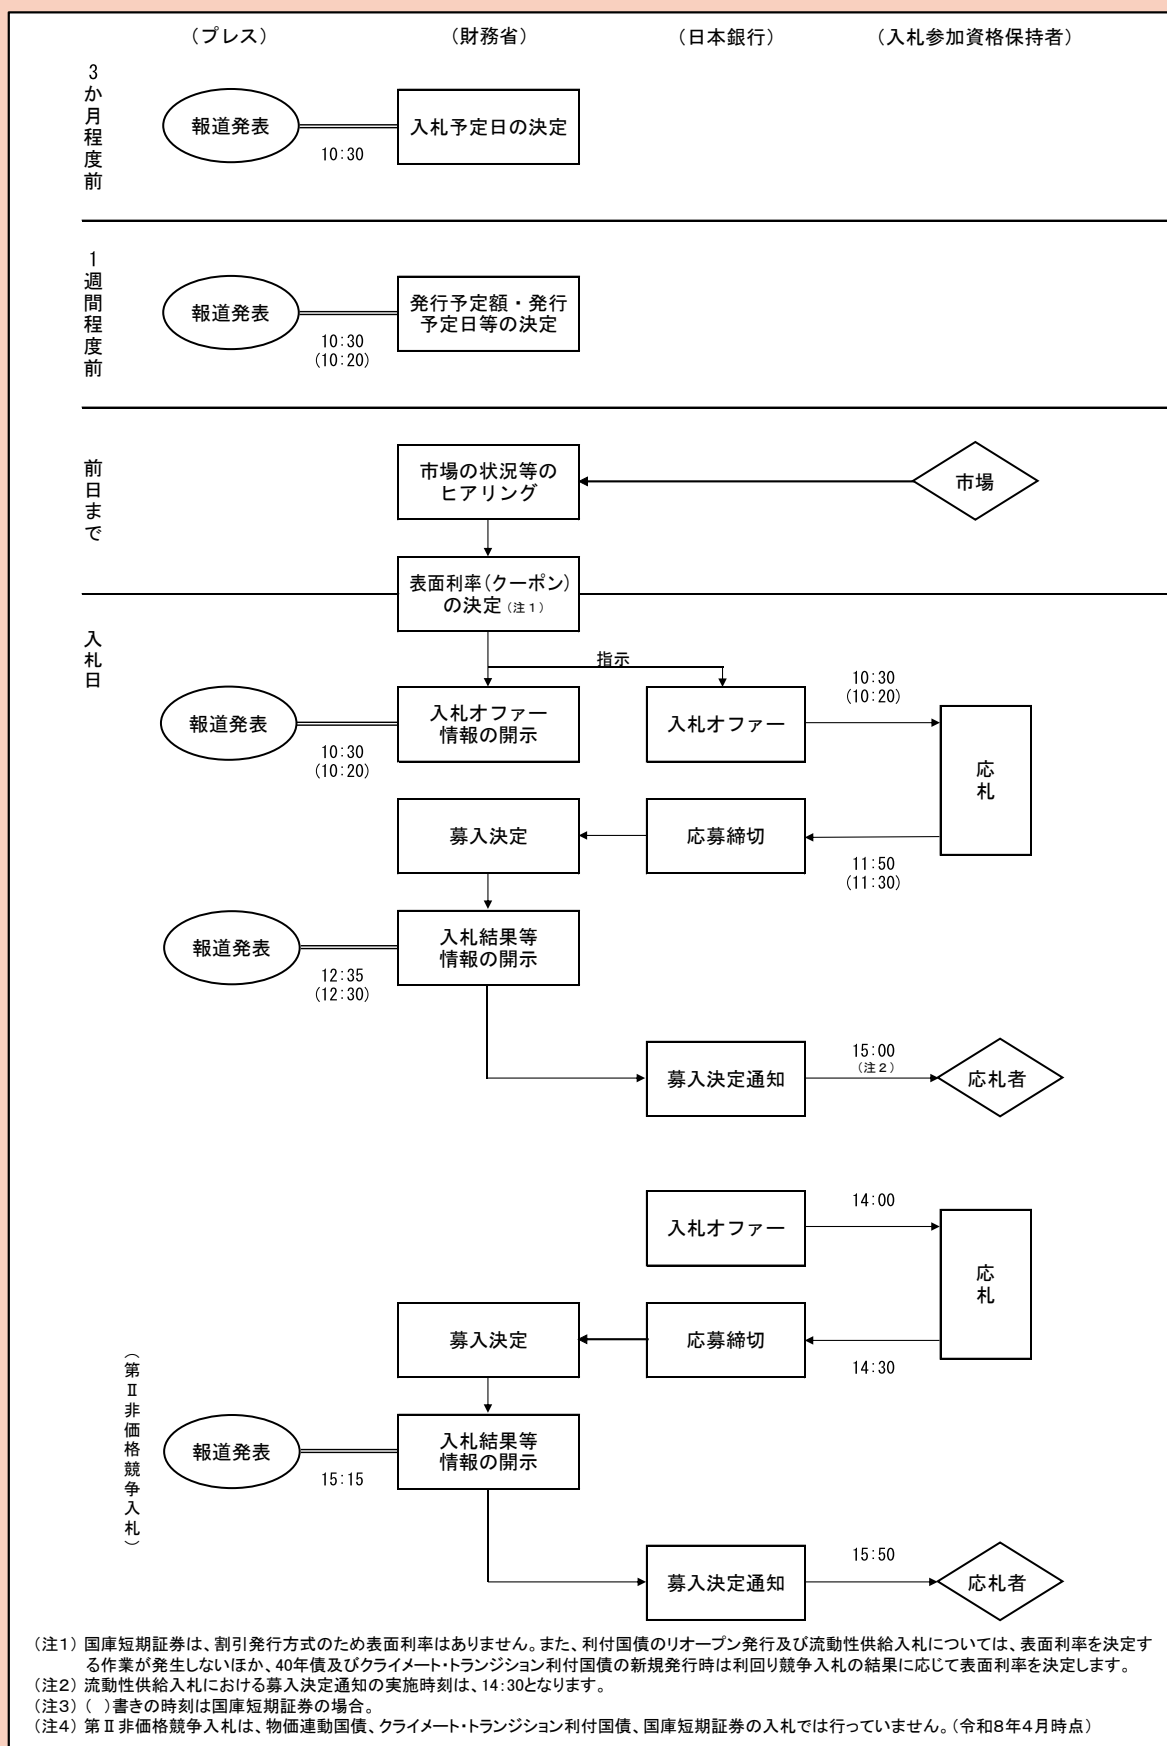 （プレス）
（財務省）
（日本銀行）
（入札参加資格保持者）
3か月程度前
報道発表
10:30
入札予定日の決定
1週間程度前
報道発表
10:30
(10:20)
発行予定額・発行
予定日等の決定
前日まで
市場の状況等の
ヒアリング
市場
表面利率(クーポン)
の決定（注１）
入札日
指示
報道発表
10:30
(10:20)
入札オファー
情報の開示
入札オファー
10:30
(10:20)
応札
募入決定
応募締切
11:50
(11:30)
報道発表
12:35
(12:30)
入札結果等
情報の開示
募入決定通知
15:00
（注２）
応札者
（第Ⅱ非価格競争入札）
入札オファー
14:00
応札
募入決定
応募締切
14:30
報道発表
15:15
入札結果等
情報の開示
募入決定通知
15:50
応札者
（注1）国庫短期証券は、割引発行方式のため表面利率はありません。また、利付国債のリオープン発行及び流動性供給入札については、表面利率を決定す
る作業が発生しないほか、40年債及びクライメート・トランジション利付国債の新規発行時は利回り競争入札の結果に応じて表面利率を決定します。
（注2）流動性供給入札における募入決定通知の実施時刻は、14:30となります。
（注3）（ ）書きの時刻は国庫短期証券の場合。
（注4）第Ⅱ非価格競争入札は、物価連動国債、クライメート・トランジション利付国債、国庫短期証券の入札では行っていません。（令和8年4月時点）